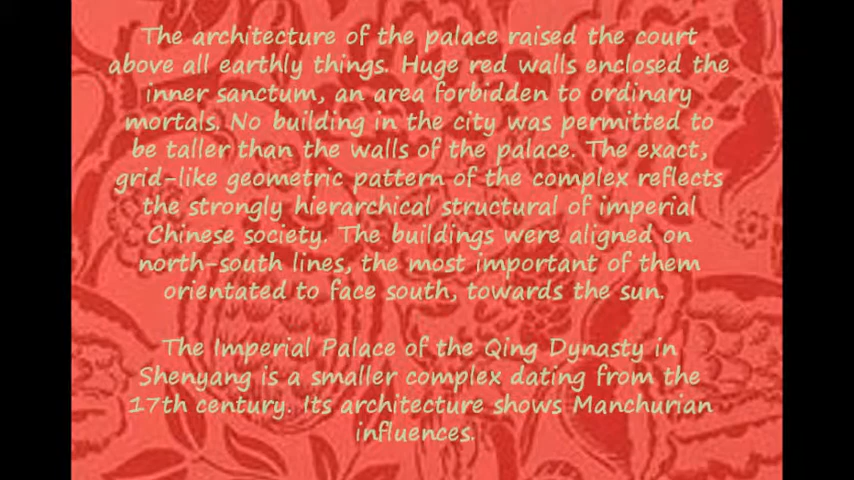 The architecture of the palace raised the court
above all earthly things. Huge red walls enclosed the
inner sanctum, an area forbidden to ordinary
mortals. No building in the city was permitted to
be taller than the walls of the palace. The exact,
grid-like geometric pattern of the complex reflects
the strongly hierarchical structural of imperial
Chinese society. The buildings were aligned on
north-south lines, the most important of them
orientated to face south, towards the sun.
The Imperial Palace of the Qing Dynasty in
Shenyang is a smaller complex dating from the
17th century. Its architecture shows Manchurian
influences.